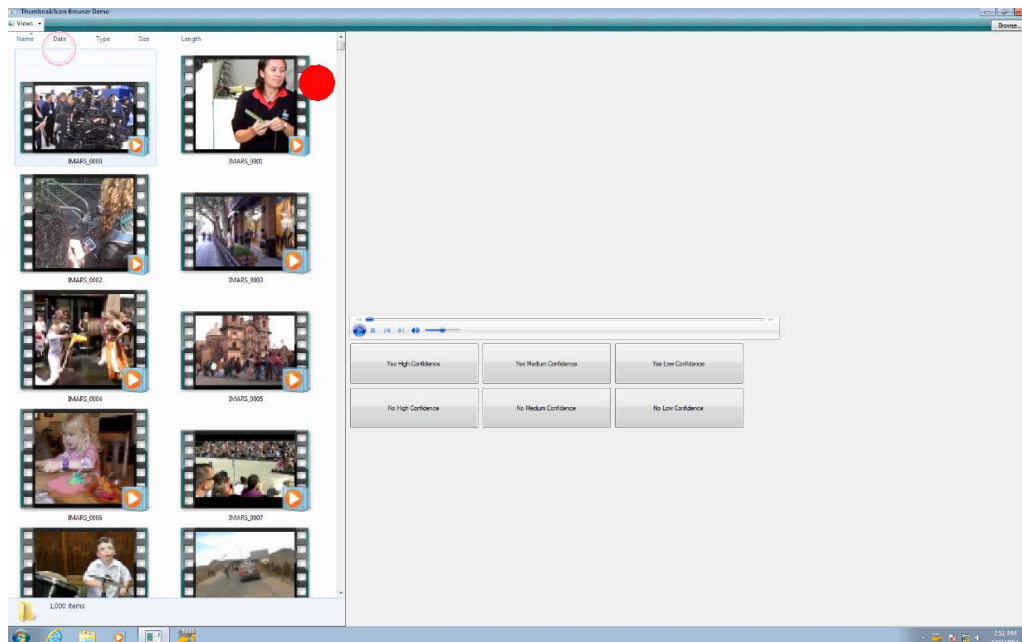 Thumbnail/Icon Browser Demo
Views
Browse...
Name Date Type Size Length
IMARS_0000 IMARS_0001
IMARS_0002 IMARS_0003
IMARS_0004 IMARS_0005
IMARS_0006 IMARS_0007
Yes High Confidence Yes Medium Confidence Yes Low Confidence
No High Confidence No Medium Confidence No Low Confidence
1,000 items
7:51 PM